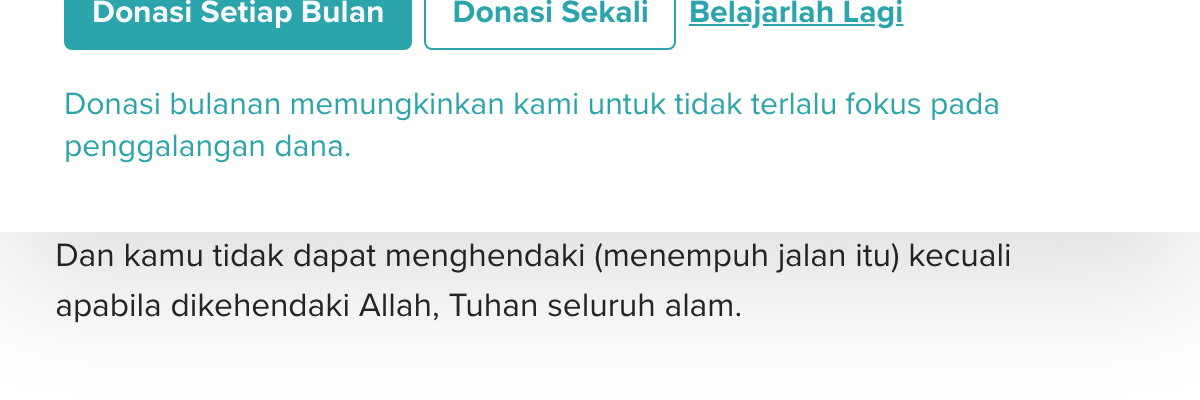 Donasi Setiap Bulan Donasi Sekali Belajarlah Lagi
Donasi bulanan memungkinkan kami untuk tidak terlalu fokus pada
penggalangan dana.
Dan kamu tidak dapat menghendaki (menempuh jalan itu) kecuali
apabila dikehendaki Allah, Tuhan seluruh alam.